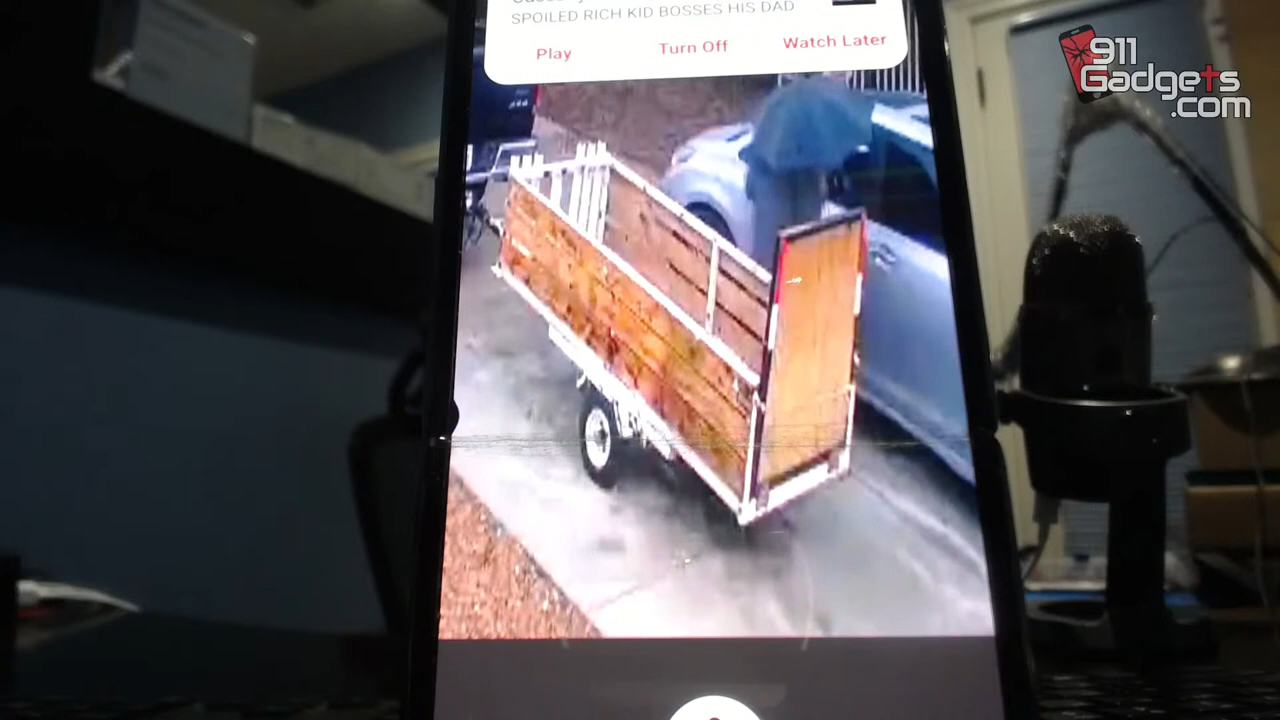 SPOILED RICH KID BOSSES HIS DAD
Play
Turn Off
Watch Later
911
Gadgets
.com